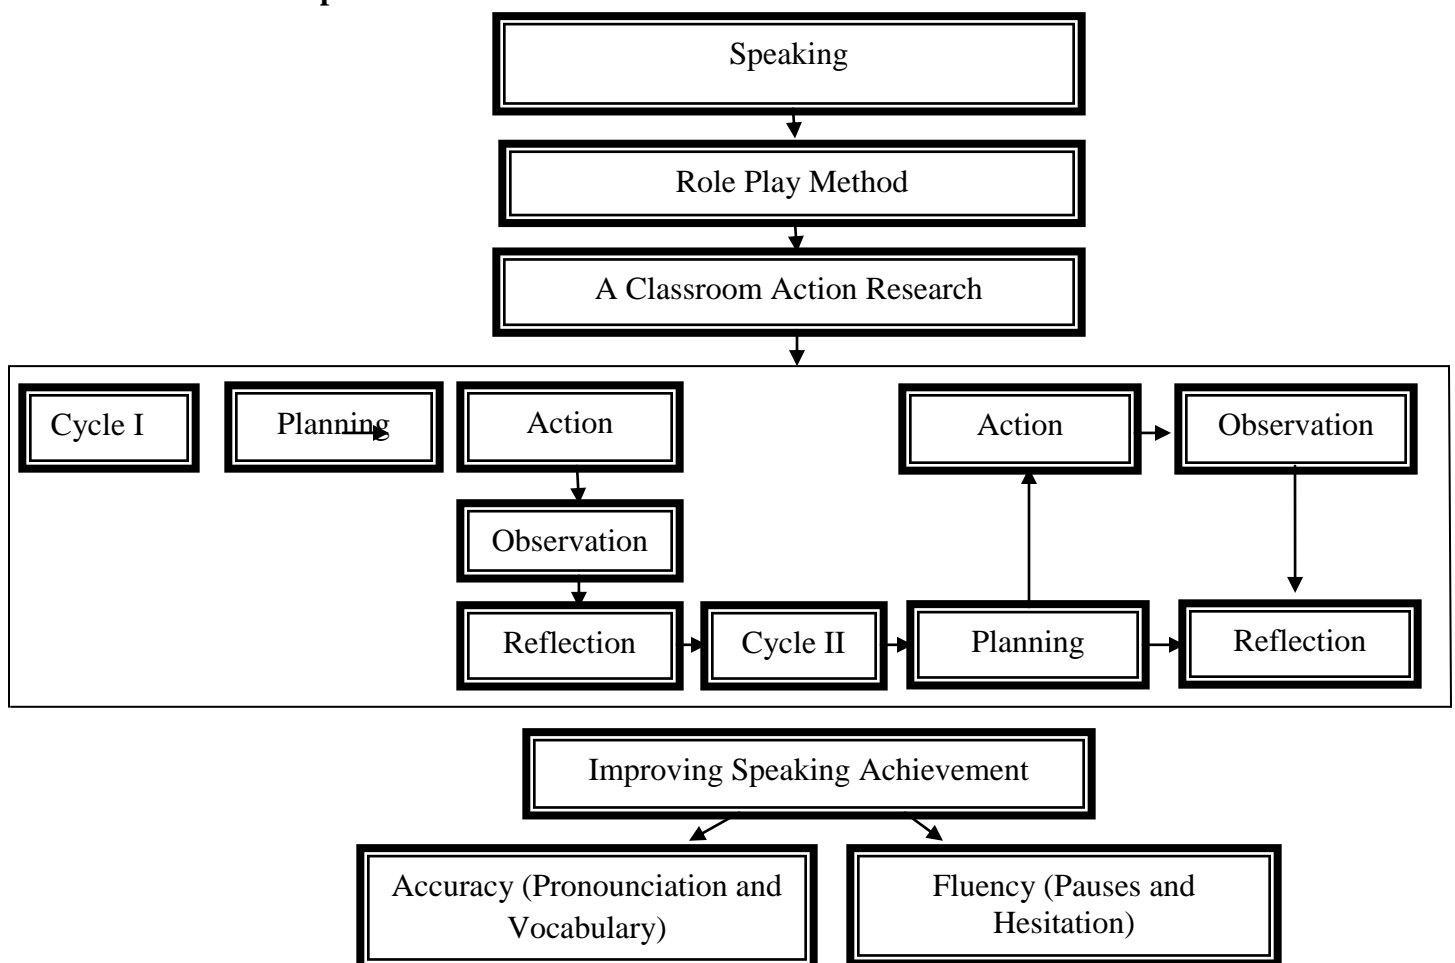 Speaking
Role Play Method
A Classroom Action Research
Cycle I
Planning
Action
Observation
Reflection
Cycle II
Planning
Action
Observation
Reflection
Improving Speaking Achievement
Accuracy (Pronounciation and
Vocabulary)
Fluency (Pauses and
Hesitation)